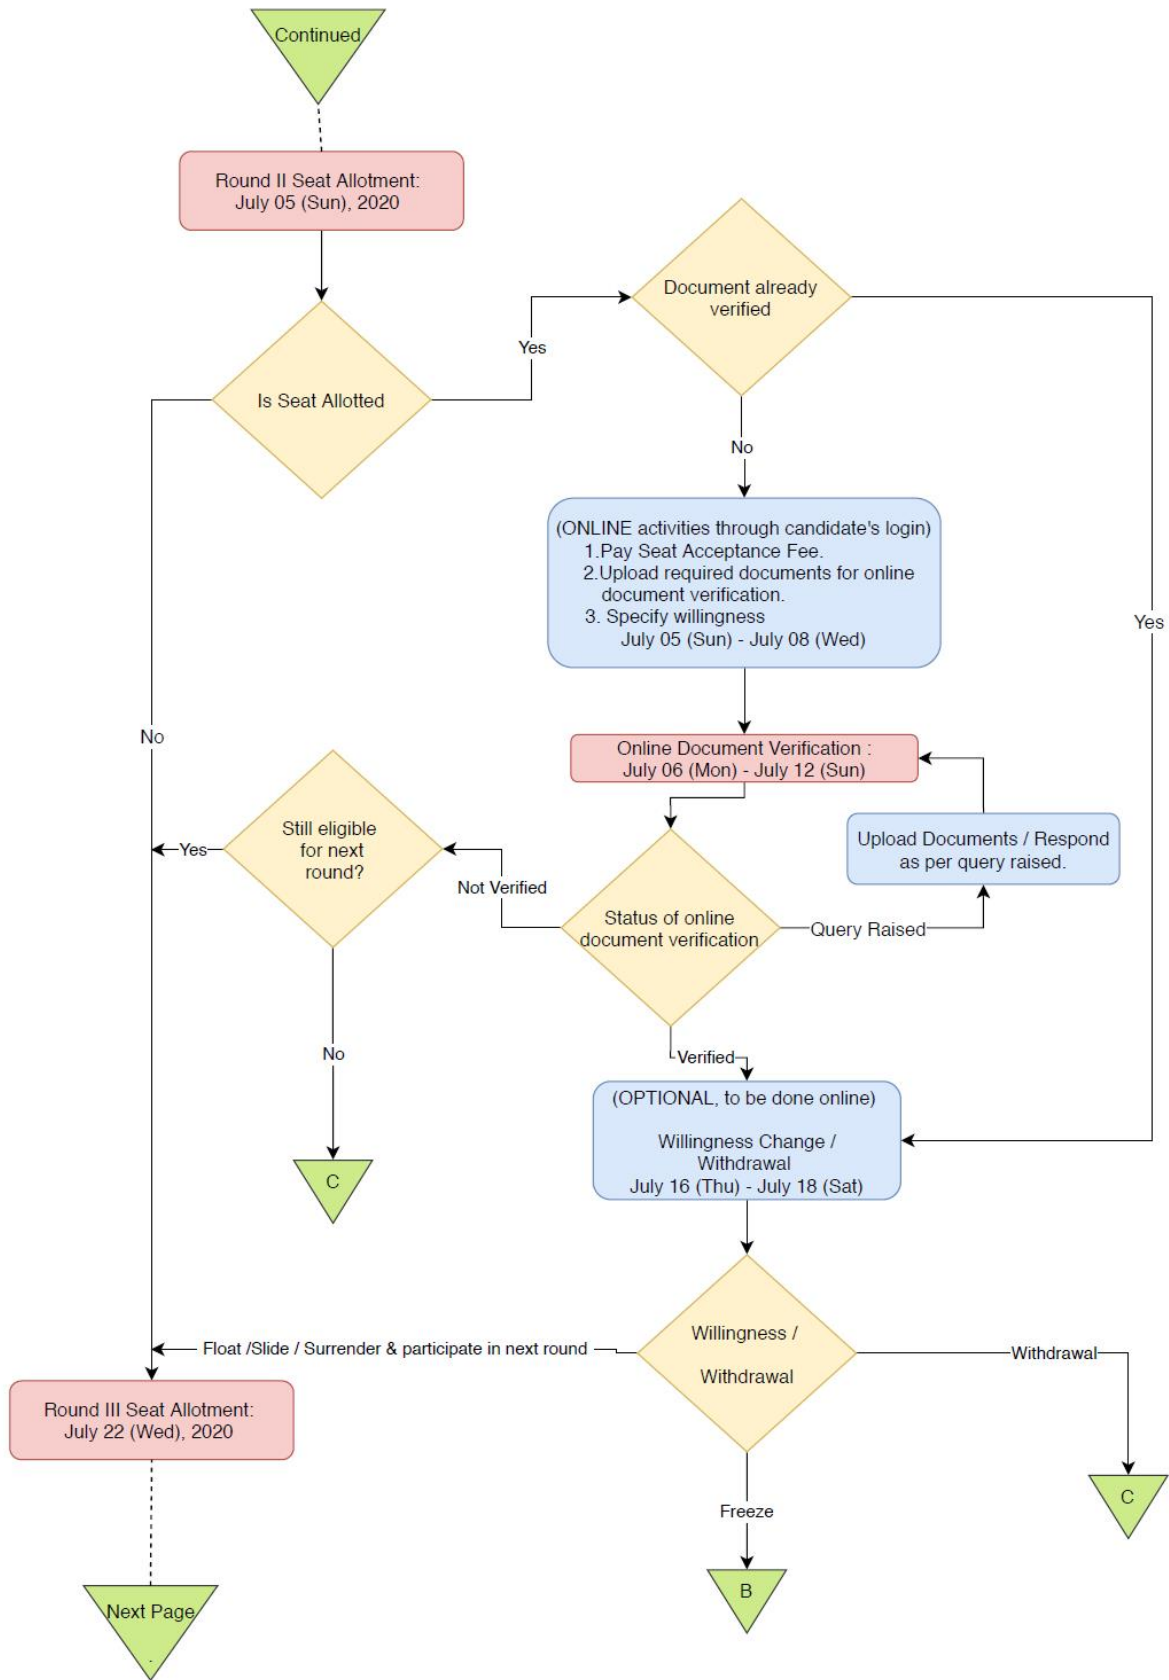 Continued
Round II Seat Allotment:
July 05 (Sun), 2020
Document already
verified
Yes
Is Seat Allotted
No
(ONLINE activities through candidate's login)
1.Pay Seat Acceptance Fee.
2.Upload required documents for online
document verification.
3. Specify willingness
July 05 (Sun) - July 08 (Wed)
Yes
No
Online Document Verification :
July 06 (Mon) - July 12 (Sun)
Still eligible
for next
round?
Yes
Upload Documents / Respond
as per query raised.
Not Verified
Status of online
document verification
Query Raised
No
Verified
(OPTIONAL, to be done online)
Willingness Change /
Withdrawal
July 16 (Thu) - July 18 (Sat)
C
Float /Slide / Surrender & participate in next round
Willingness /
Withdrawal
Withdrawal
Round III Seat Allotment:
July 22 (Wed), 2020
C
Freeze
B
Next Page
.